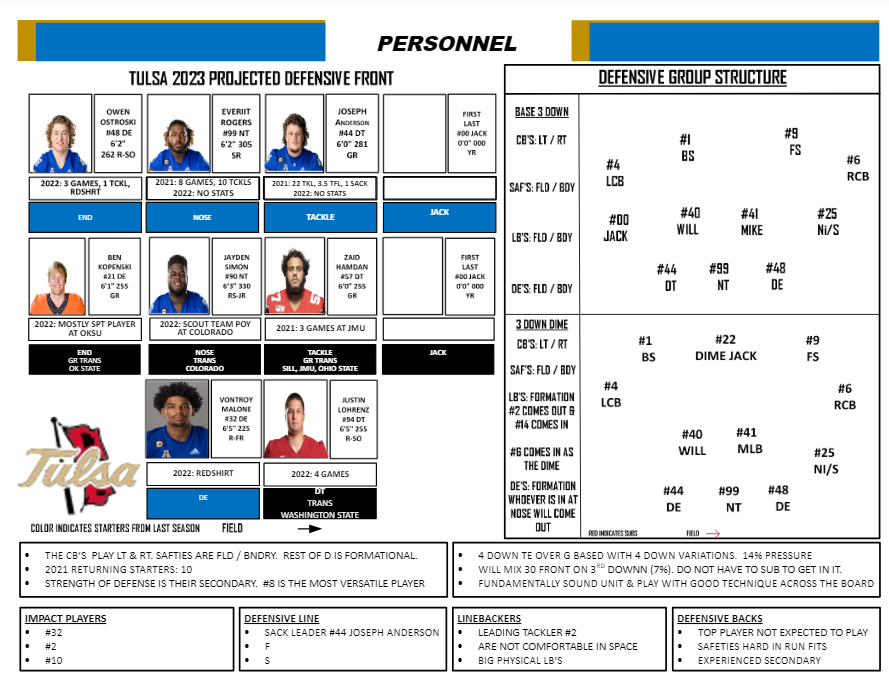 PERSONNEL
TULSA 2023 PROJECTED DEFENSIVE FRONT
OWEN
OSTROSKI
#48 DE
6'2"
262 R-SO
EVERIIT
ROGERS
#99 NT
6'2" 305
SR
JOSEPH
ANDERSON
#44 DT
6'0" 281
GR
FIRST
LAST
#00 JACK
0'0" 000
YR
2022: 3 GAMES, 1 TCKL,
RDSHRT
2021: 8 GAMES, 10 TCKLS
2022: NO STATS
2021: 22 TKL, 3.5 TFL, 1 SACK
2022: NO STATS
END
NOSE
TACKLE
JACK
BEN
KOPENSKI
#21 DE
6'1" 255
GR
JAYDEN
SIMON
#90 NT
6'3" 330
RS-JR
ZAID
HAMDAN
#57 DT
6'0" 255
GR
FIRST
LAST
#00 JACK
0'0" 000
YR
2022: MOSTLY SPT PLAYER
AT OKSU
2022: SCOUT TEAM POY
AT COLORADO
2021: 3 GAMES AT JMU
END
GR TRANS
OK STATE
NOSE
TRANS
COLORADO
TACKLE
GR TRANS
SILL, JMU, OHIO STATE
JACK
VONTROY
MALONE
#32 DE
6'5" 225
R-FR
JUSTIN
LOHRENZ
#94 DT
6'5" 255
R-SO
2022: REDSHIRT
2022: 4 GAMES
DE
DT
TRANS
WASHINGTON STATE
Tulsa
COLOR INDICATES STARTERS FROM LAST SEASON FIELD
DEFENSIVE GROUP STRUCTURE
BASE 3 DOWN
CB'S: LT / RT
SAF'S: FLD / BDY
LB'S: FLD / BDY
DE'S: FLD / BDY
#1
BS
#9
FS
#4
LCB
#6
RCB
#00
JACK
#40
WILL
#41
MIKE
#25
Ni/S
#44
DT
#99
NT
#48
DE
3 DOWN DIME
CB'S: LT / RT
SAF'S: FLD / BDY
LB'S: FORMATION
#2 COMES OUT &
#14 COMES IN
#6 COMES IN AS
THE DIME
DE'S: FORMATION
WHOEVER IS IN AT
NOSE WILL COME
OUT
#1
BS
#22
DIME JACK
#9
FS
#4
LCB
#6
RCB
#40
WILL
#41
MLB
#25
NI/S
#44
DE
#99
NT
#48
DE
RED INDICATES SUBS FIELD
• THE CB'S PLAY LT & RT. SAFTIES ARE FLD / BNDRY. REST OF D IS FORMATIONAL.
• 2021 RETURNING STARTERS: 10
• STRENGTH OF DEFENSE IS THEIR SECONDARY. #8 IS THE MOST VERSATILE PLAYER
• 4 DOWN TE OVER G BASED WITH 4 DOWN VARIATIONS. 14% PRESSURE
• WILL MIX 30 FRONT ON 3RD DOWNN (7%). DO NOT HAVE TO SUB TO GET IN IT.
• FUNDAMENTALLY SOUND UNIT & PLAY WITH GOOD TECHNIQUE ACROSS THE BOARD
IMPACT PLAYERS
• #32
• #2
• #10
DEFENSIVE LINE
• SACK LEADER #44 JOSEPH ANDERSON
• F
• S
LINEBACKERS
• LEADING TACKLER #2
• ARE NOT COMFORTABLE IN SPACE
• BIG PHYSICAL LB'S
DEFENSIVE BACKS
• TOP PLAYER NOT EXPECTED TO PLAY
• SAFETIES HARD IN RUN FITS
• EXPERIENCED SECONDARY